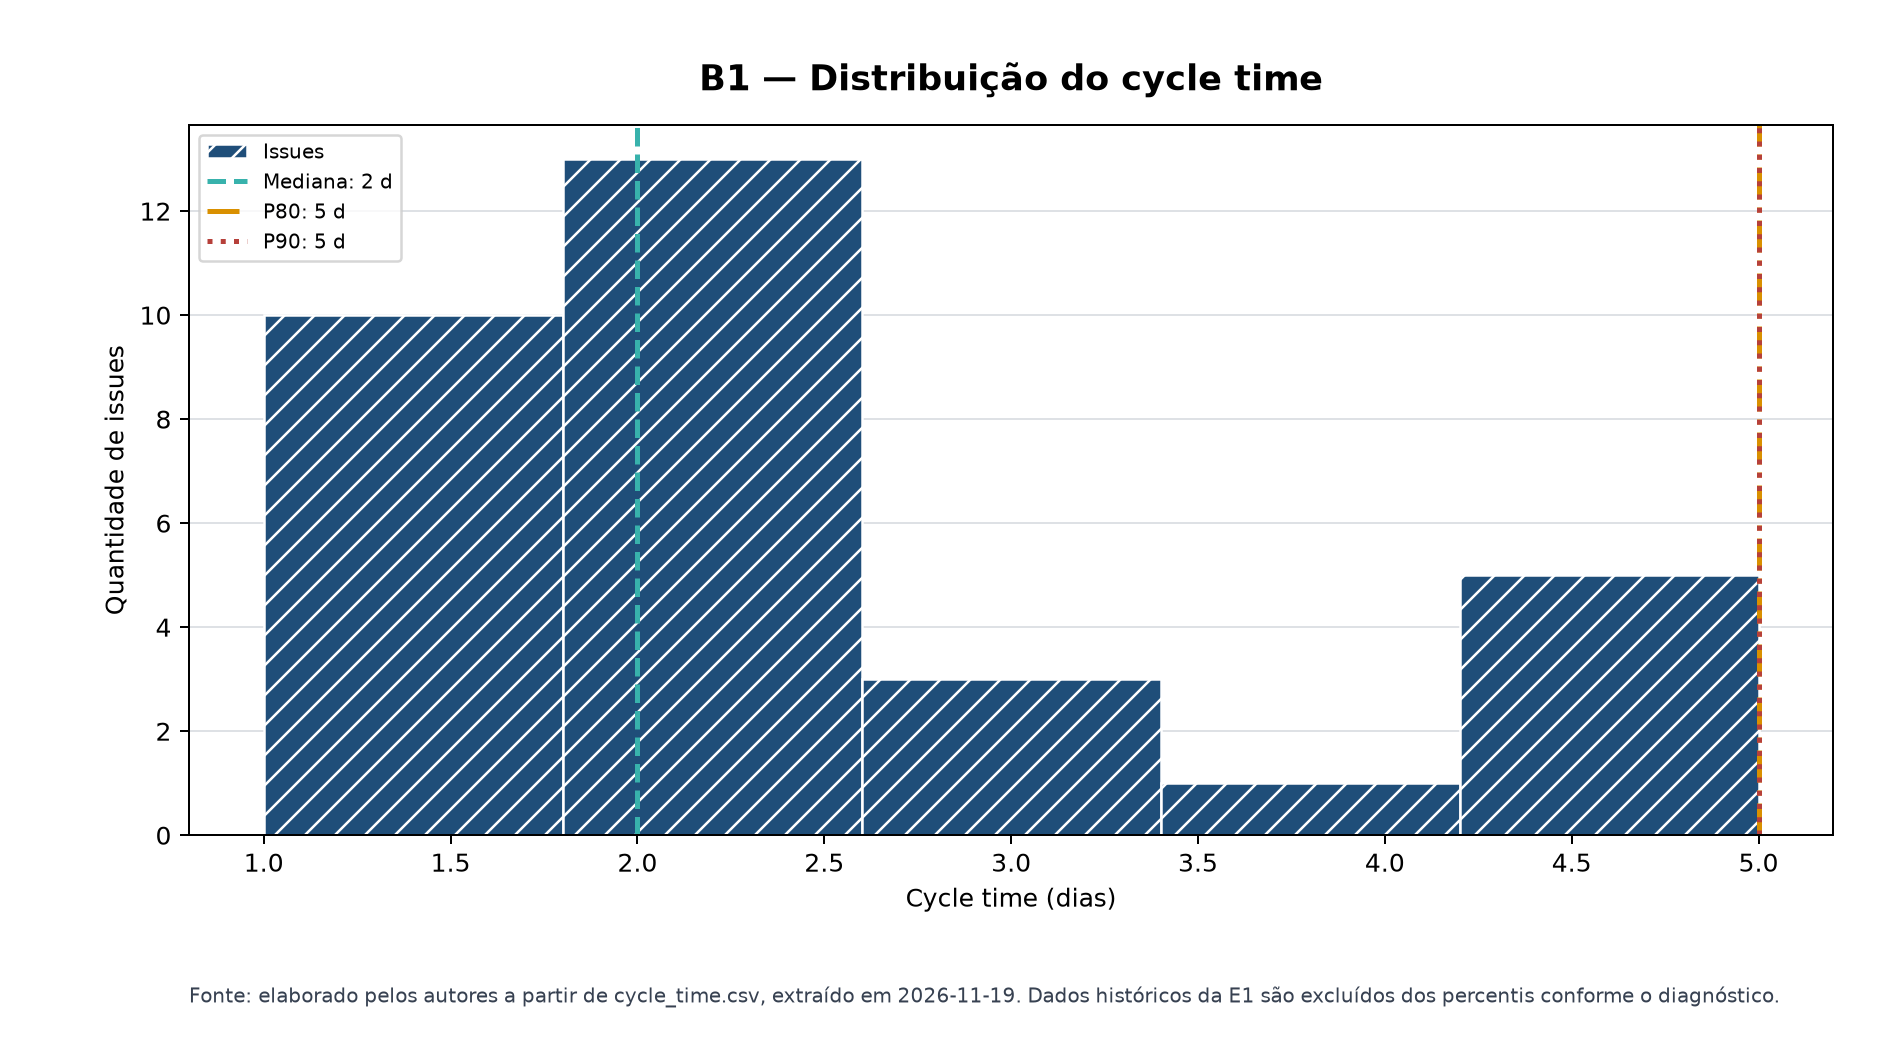 B1 — Distribuição do cycle time
Issues
Mediana: 2 d
P80: 5 d
P90: 5 d
Quantidade de issues
12
10
8
6
4
2
0
1.0 1.5 2.0 2.5 3.0 3.5 4.0 4.5 5.0
Cycle time (dias)
Fonte: elaborado pelos autores a partir de cycle_time.csv, extraído em 2026-11-19. Dados históricos da E1 são excluídos dos percentis conforme o diagnóstico.